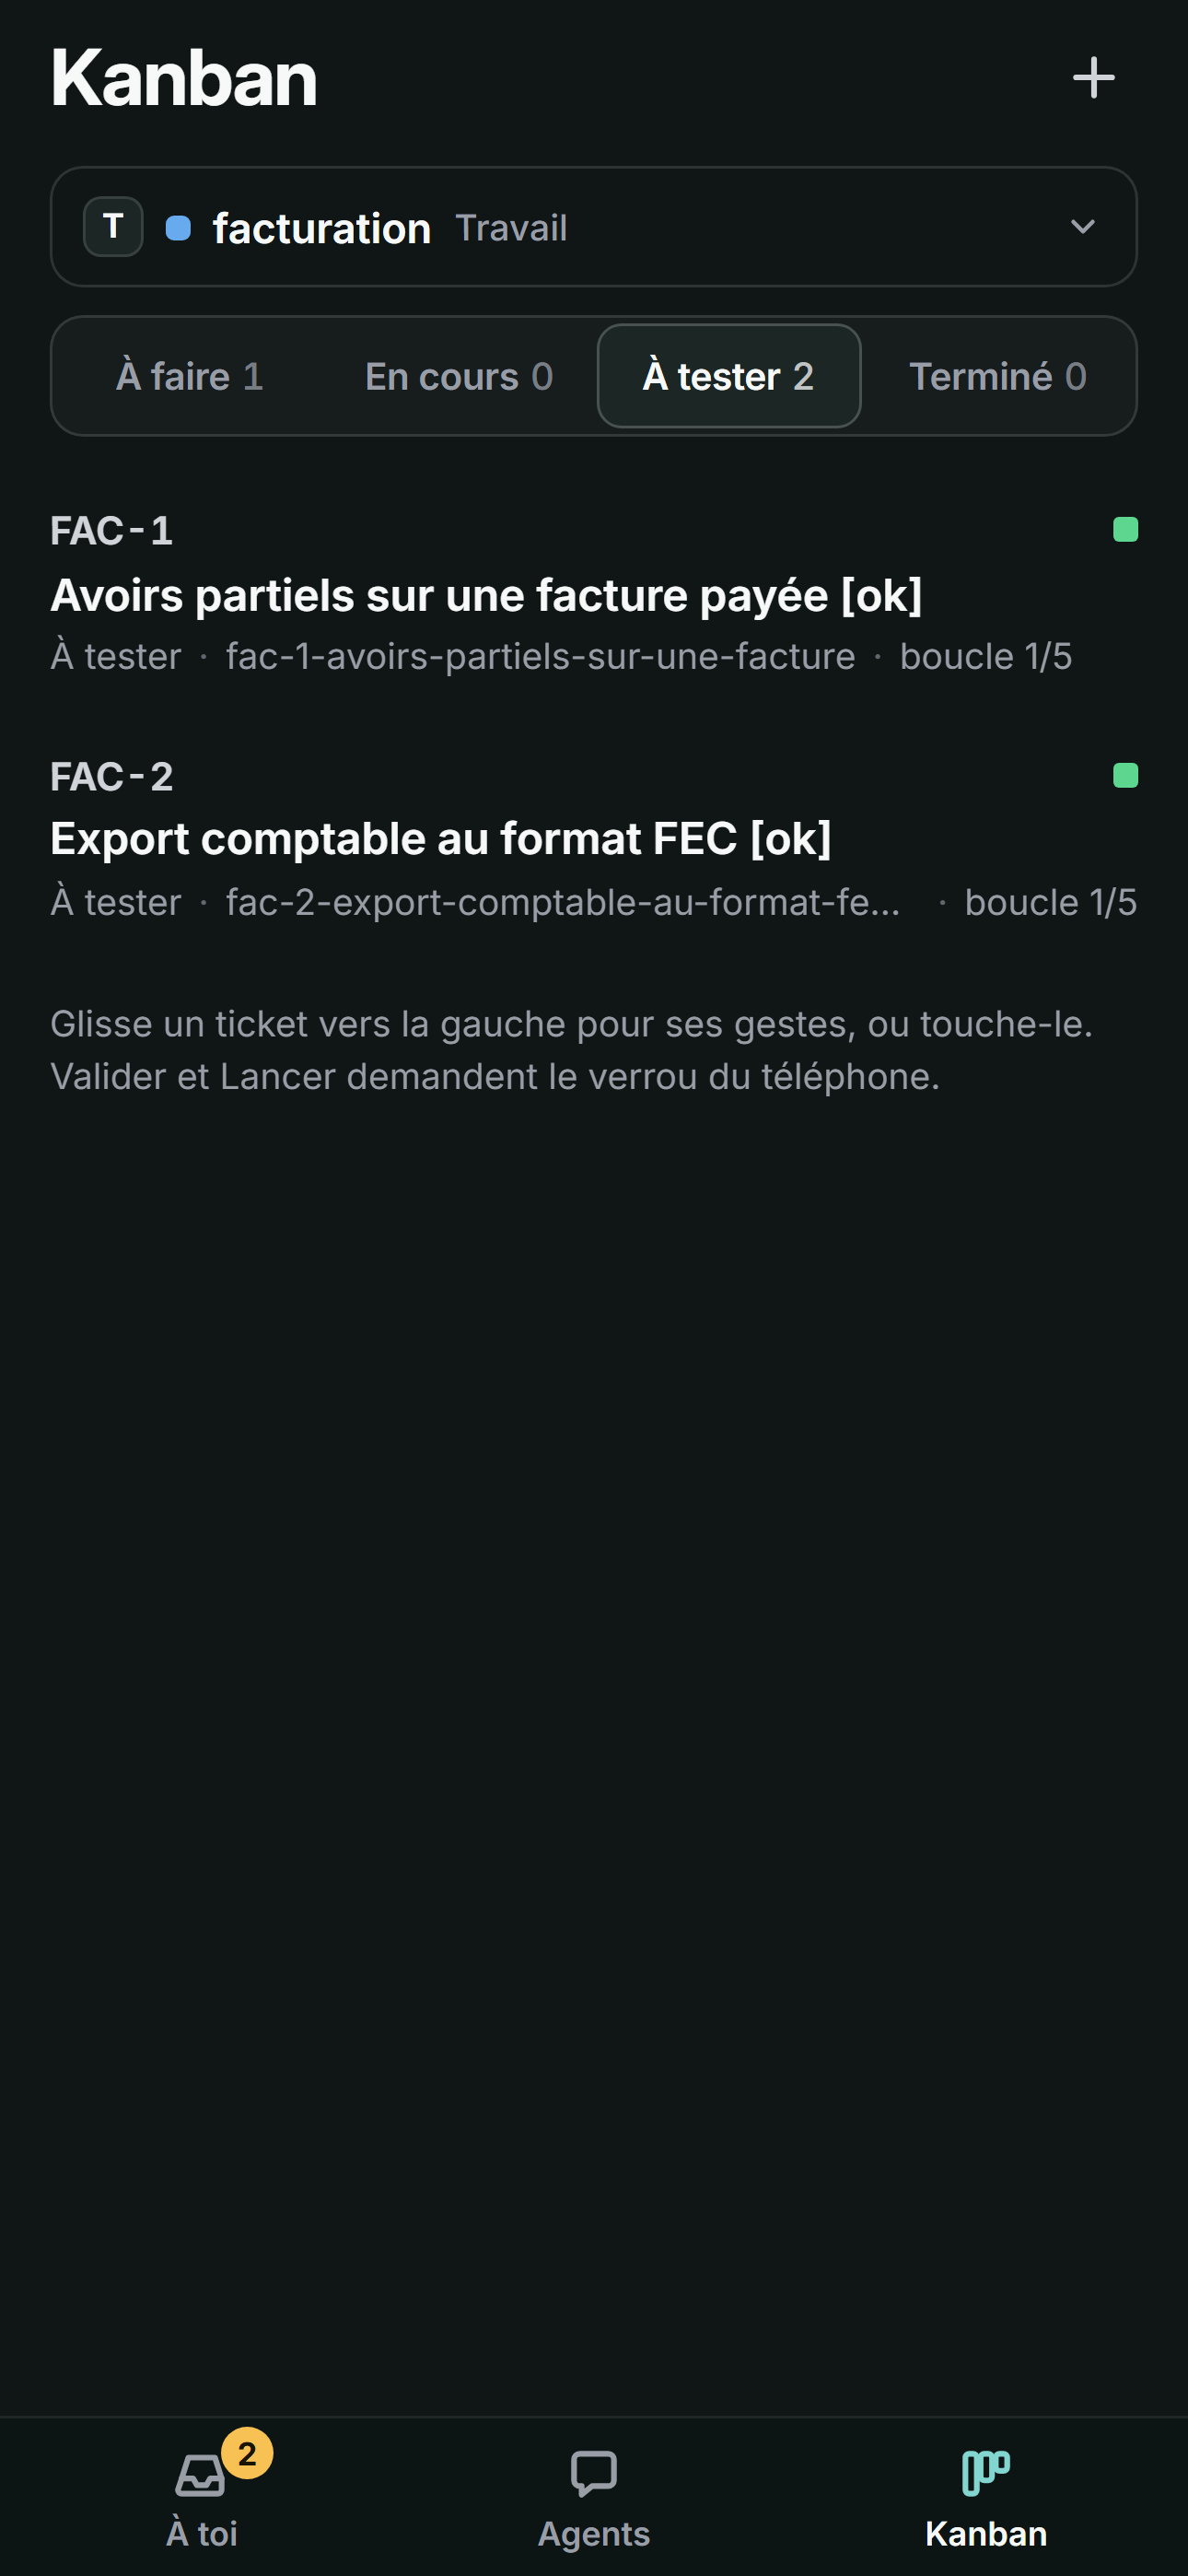 Kanban
T facturation Travail
À faire 1 En cours 0 À tester 2 Terminé 0
FAC-1
Avoirs partiels sur une facture payée [ok]
À tester · fac-1-avoirs-partiels-sur-une-facture · boucle 1/5
FAC-2
Export comptable au format FEC [ok]
À tester · fac-2-export-comptable-au-format-fe... · boucle 1/5
Glisse un ticket vers la gauche pour ses gestes, ou touche-le.
Valider et Lancer demandent le verrou du téléphone.
2
À toi Agents Kanban